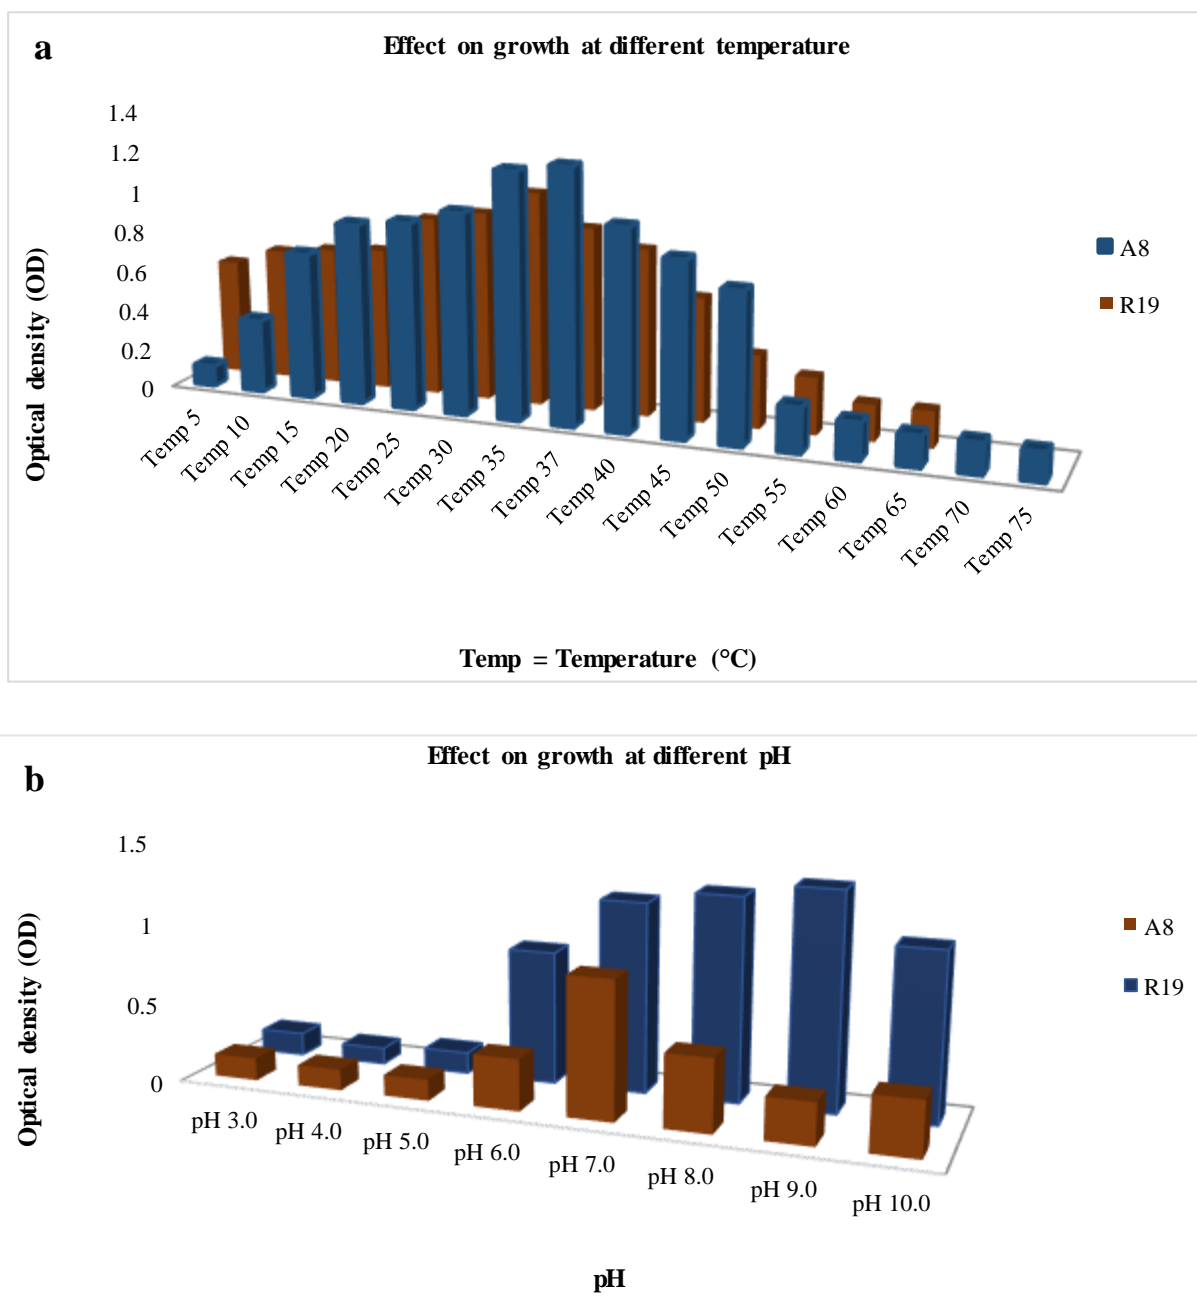 a
Effect on growth at different temperature
1.4
1.2
1
0.8
0.6
0.4
0.2
0
Optical density (OD)
Temp 5
Temp 10
Temp 15
Temp 20
Temp 25
Temp 30
Temp 35
Temp 37
Temp 40
Temp 45
Temp 50
Temp 55
Temp 60
Temp 65
Temp 70
Temp 75
A8
R19
Temp = Temperature (°C)
b
Effect on growth at different pH
1.5
1
0.5
0
Optical density (OD)
pH 3.0
pH 4.0
pH 5.0
pH 6.0
pH 7.0
pH 8.0
pH 9.0
pH 10.0
A8
R19
pH